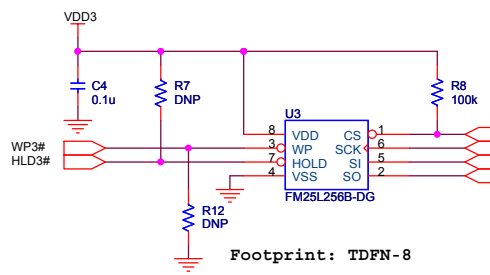 VDD3
C4
0.1u
R7
DNP
R8
100k
U3
WP3#
HLD3#
8 VDD CS 1
3 WP SCK 6
7 HOLD SI 5
4 VSS SO 2
FM25L256B-DG
R12
DNP
Footprint: TDFN-8